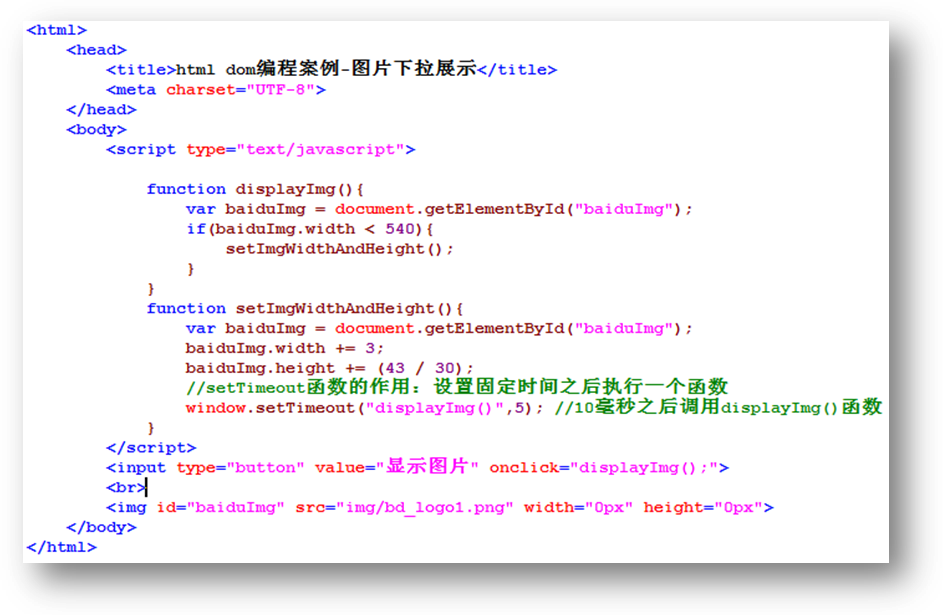 <html>
<head>
<title>html dom编程案例-图片下拉展示</title>
<meta charset="UTF-8">
</head>
<body>
<script type="text/javascript">
function displayImg(){
var baiduImg = document.getElementById("baiduImg");
if(baiduImg.width < 540){
setImgWidthAndHeight();
}
}
function setImgWidthAndHeight(){
var baiduImg = document.getElementById("baiduImg");
baiduImg.width += 3;
baiduImg.height += (43 / 30);
//setTimeout函数的作用：设置固定时间之后执行一个函数
window.setTimeout("displayImg()",5); //10毫秒之后调用displayImg()函数
}
</script>
<input type="button" value="显示图片" onclick="displayImg();">
<br>
<img id="baiduImg" src="img/bd_logo1.png" width="0px" height="0px">
</body>
</html>